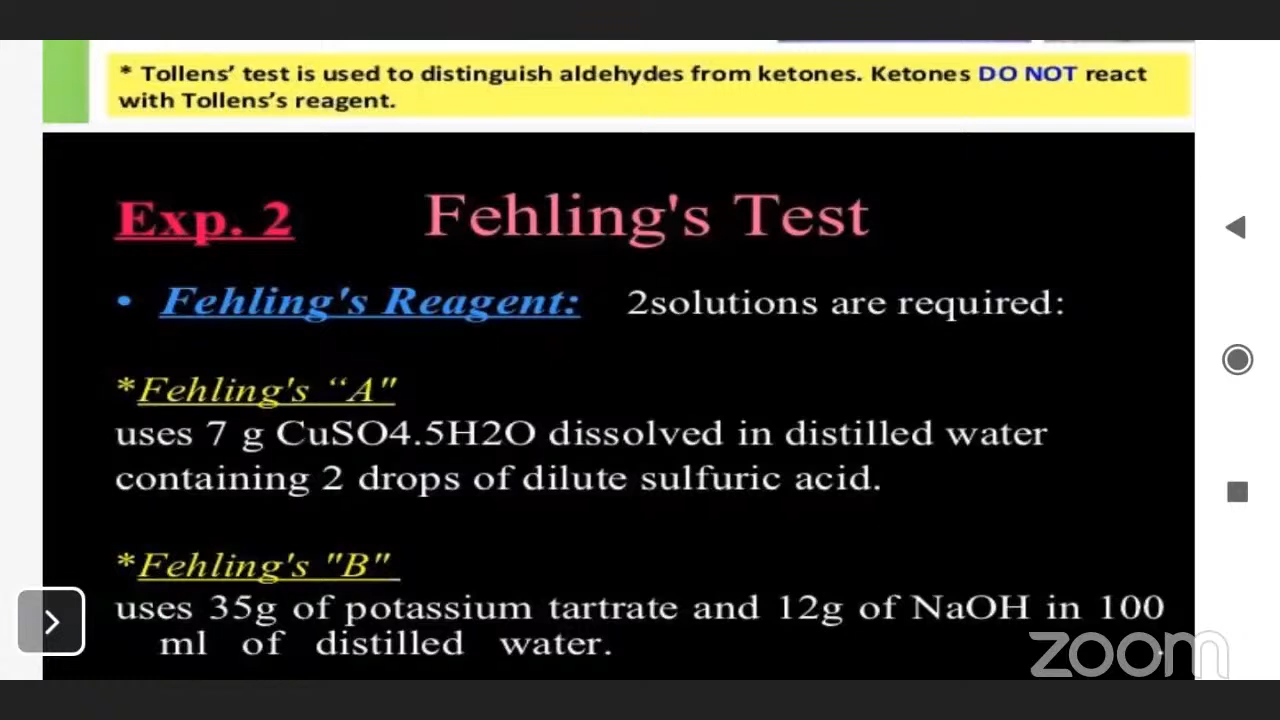 * Tollens’ test is used to distinguish aldehydes from ketones. Ketones DO NOT react
with Tollens’s reagent.
Exp. 2 Fehling's Test
• Fehling's Reagent: 2solutions are required:
*Fehling's “A"
uses 7 g CuSO4.5H2O dissolved in distilled water
containing 2 drops of dilute sulfuric acid.
*Fehling's "B"
uses 35g of potassium tartrate and 12g of NaOH in 100
ml of distilled water.
zoom